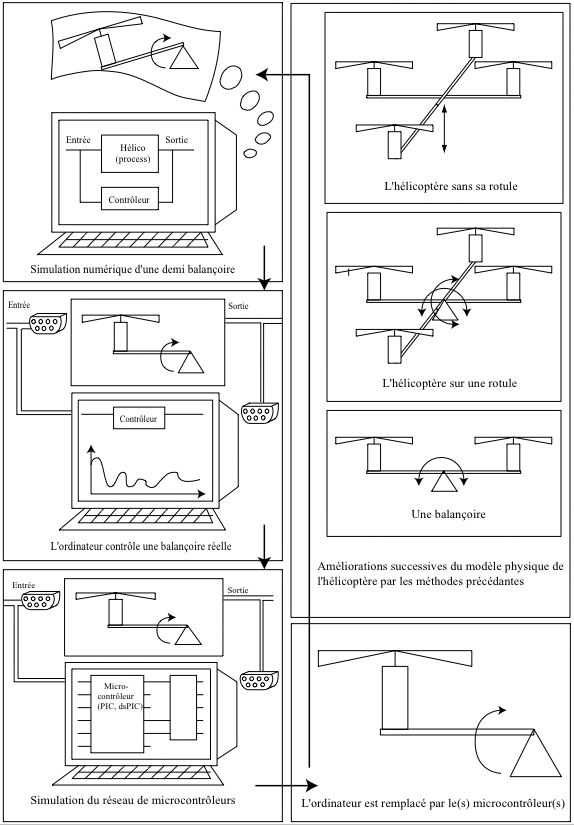 Entrée
Sortie
Hélico
(process)
Contrôleur
Simulation numérique d'une demi balançoire
Entrée
Sortie
Contrôleur
L'ordinateur contrôle une balançoire réelle
Entrée
Sortie
Micro-
contrôleur
(PIC, dsPIC)
Simulation du réseau de microcontrôleurs
L'hélicoptère sans sa rotule
L'hélicoptère sur une rotule
Une balançoire
Améliorations successives du modèle physique de
l'hélicoptère par les méthodes précédantes
L'ordinateur est remplacé par le(s) microcontrôleur(s)